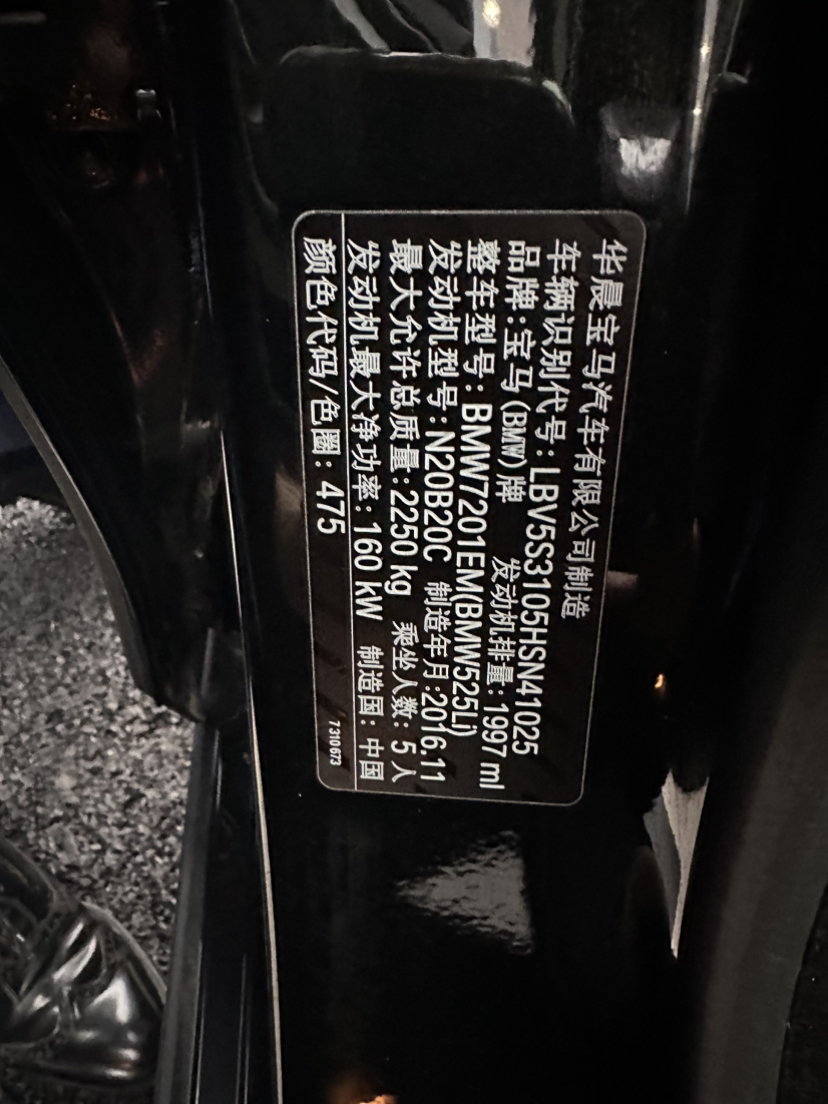 华晨宝马汽车有限公司制造
车辆识别代号: LBV5S3105HSN41025
品牌:宝马(BMW)牌 发动机排量: 1997 ml
整车型号: BMW7201EM(BMW525Li)
发动机型号: N20B20C 制造年月:2016.11
最大允许总质量: 2250 kg 乘坐人数: 5 人
发动机最大净功率: 160 kW 制造国: 中国
颜色代码/色圈: 475 7310673